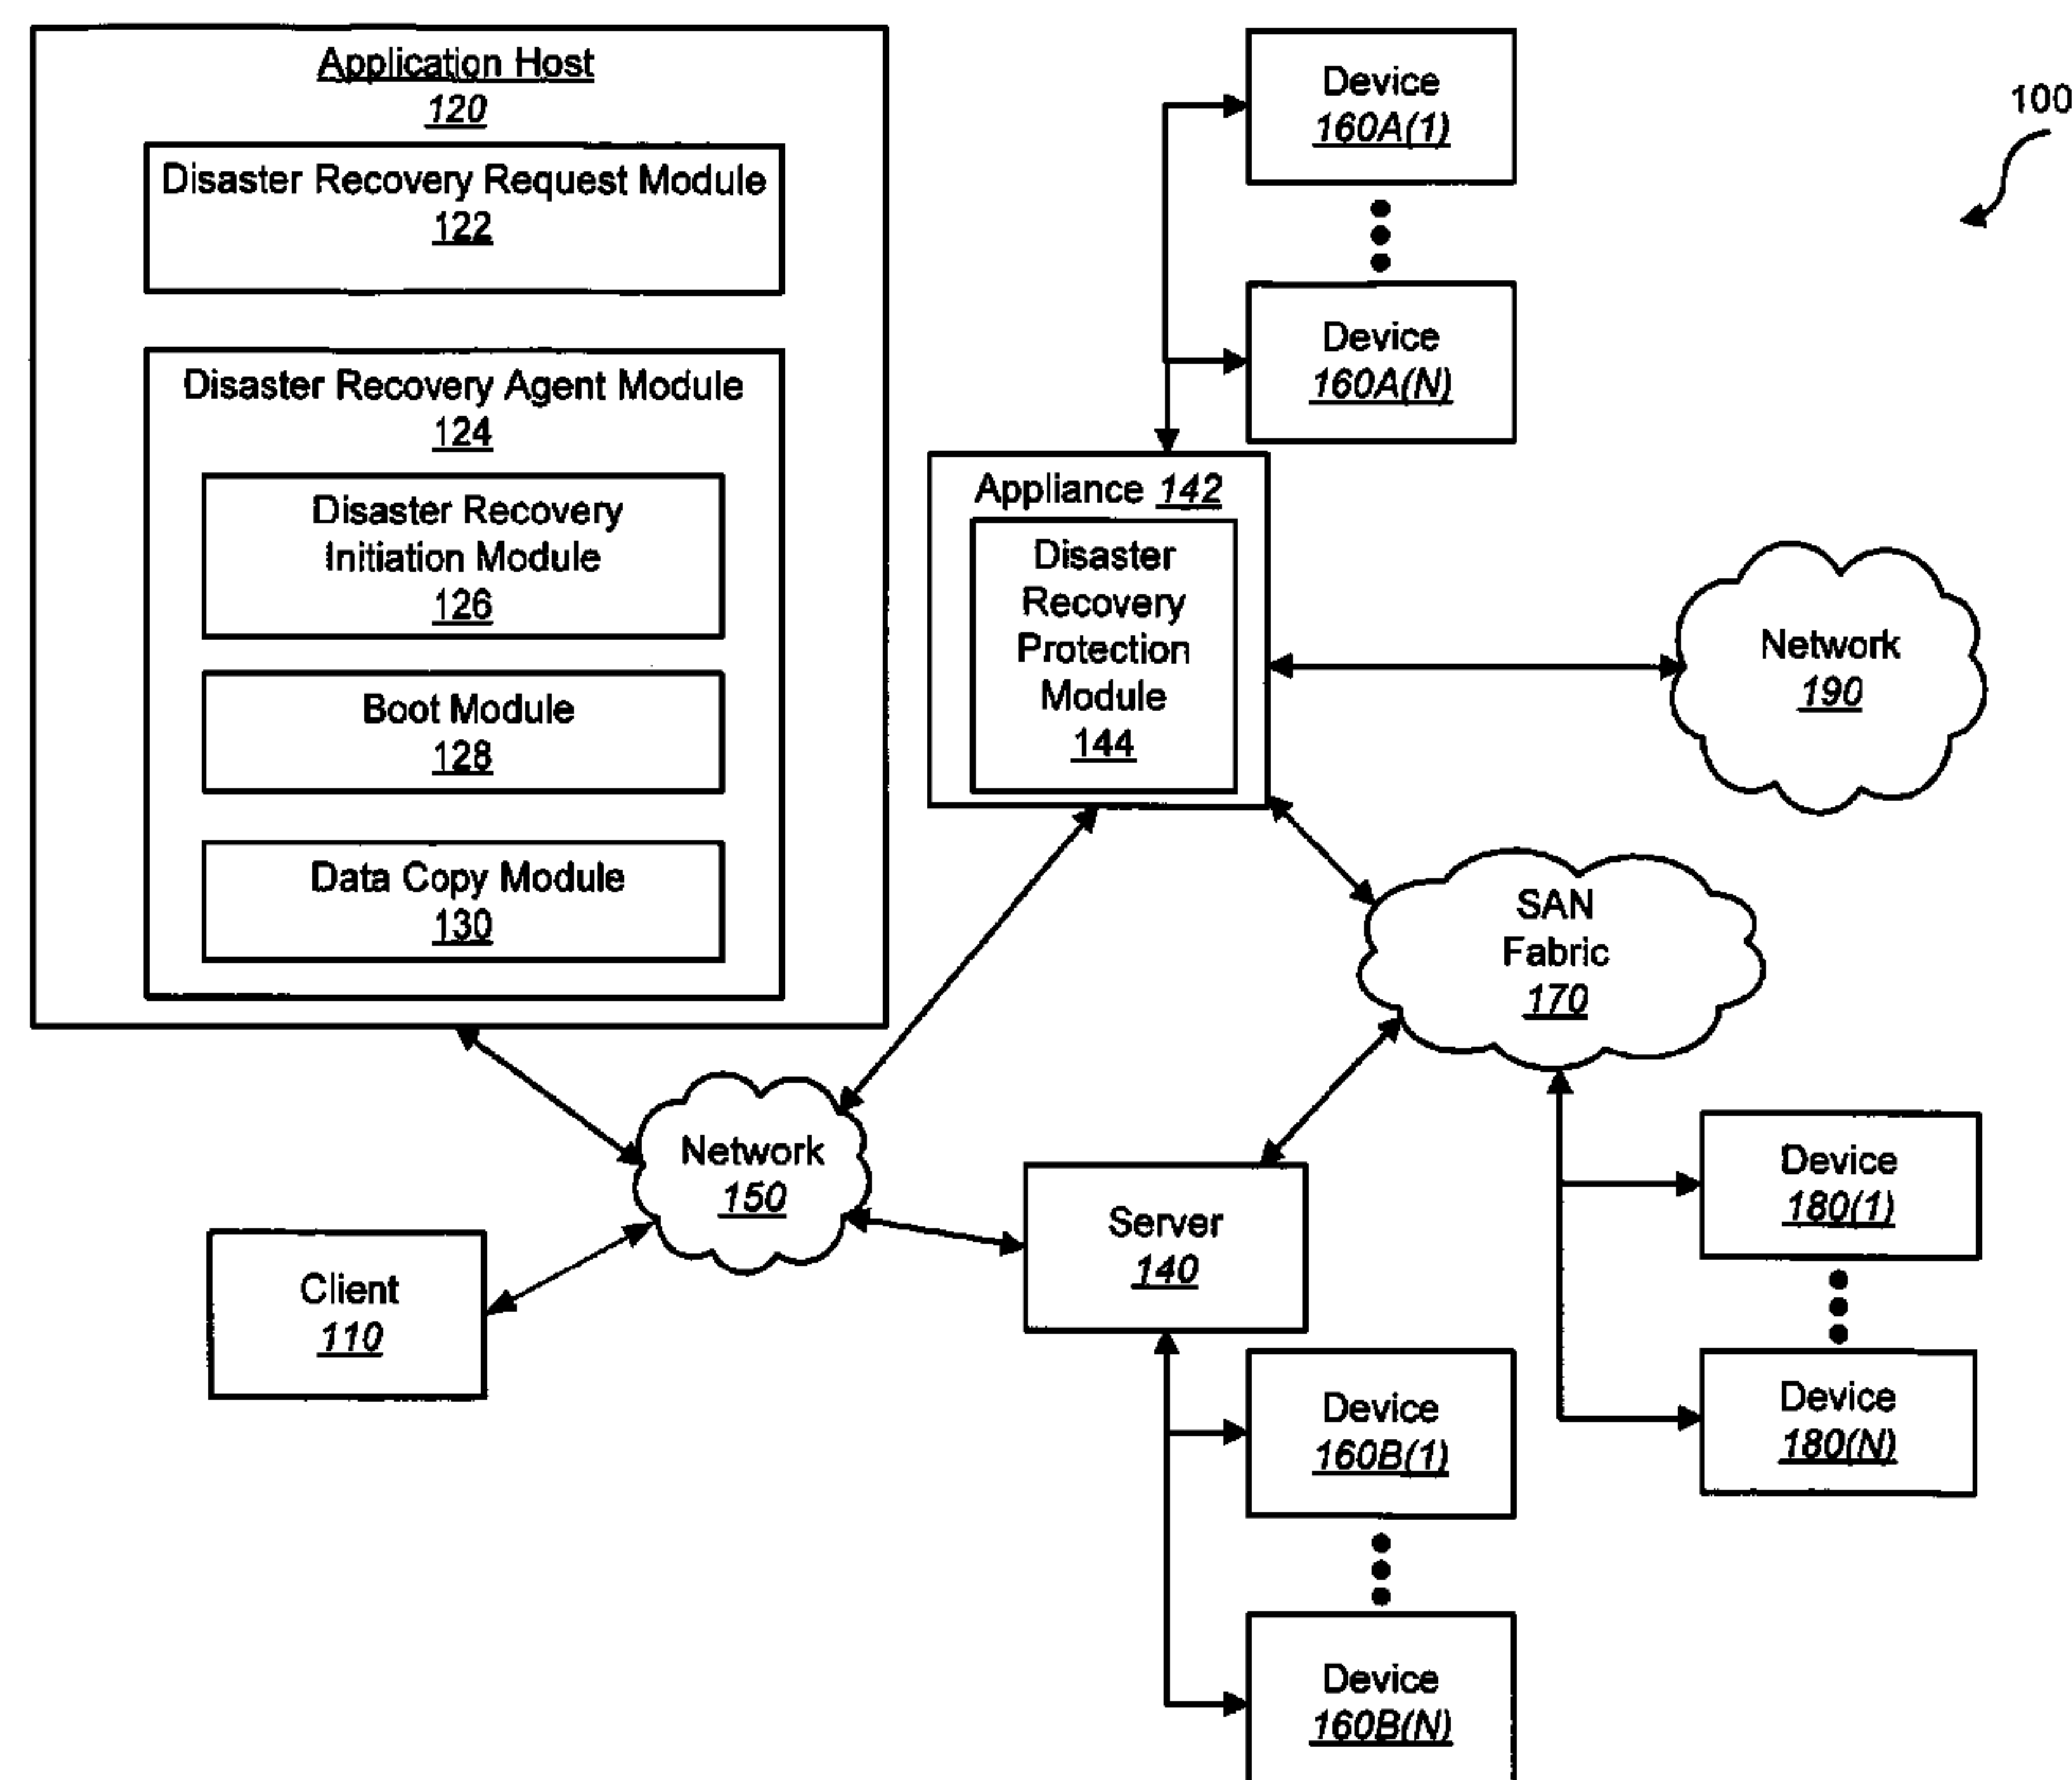 Application Host
120
Disaster Recovery Request Module
122
Disaster Recovery Agent Module
124
Disaster Recovery
Initiation Module
126
Boot Module
128
Data Copy Module
130
Device
160A(1)
Device
160A(N)
100
Appliance 142
Disaster
Recovery
Protection
Module
144
Network
190
SAN
Fabric
170
Network
150
Client
110
Server
140
Device
180(1)
Device
180(N)
Device
160B(1)
Device
160B(N)